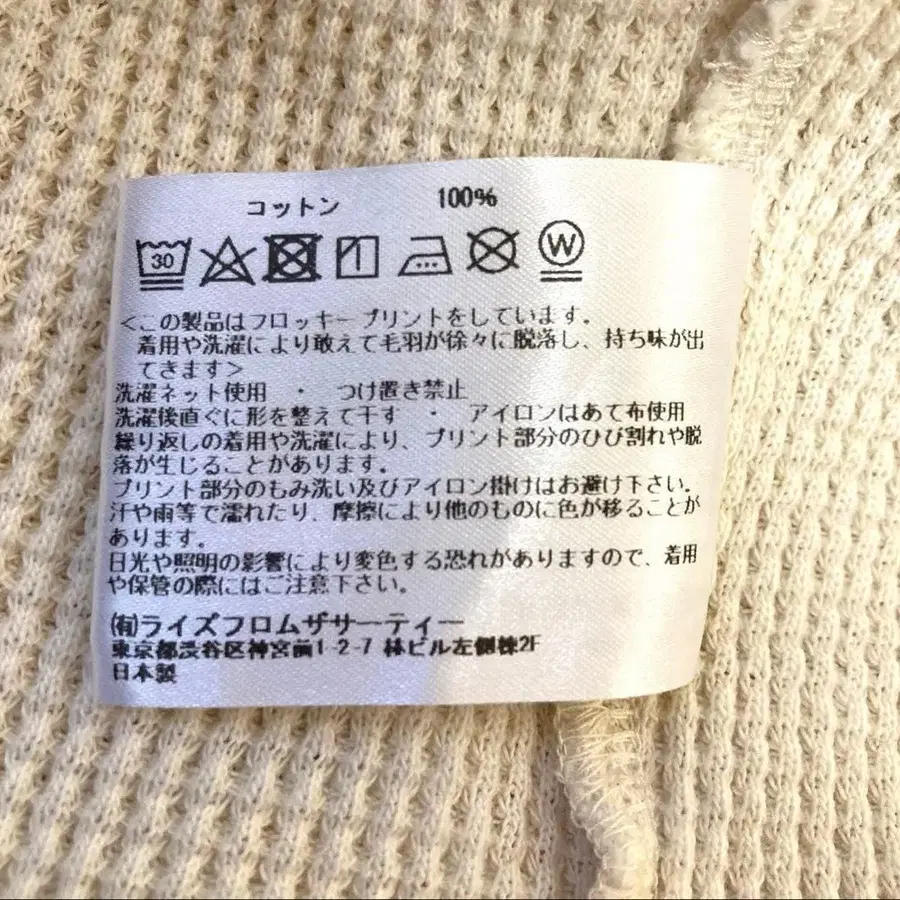 コットン 100%
30 W
<この製品はフロッキープリントをしています。
着用や洗濯により敢えて毛羽が徐々に脱落し、持ち味が出
てきます>
洗濯ネット使用 ・ つけ置き禁止
洗濯後直ぐに形を整えて干す ・ アイロンはあて布使用
繰り返しの着用や洗濯により、プリント部分のひび割れや脱
落が生じることがあります。
プリント部分のもみ洗い及びアイロン掛けはお避け下さい。
汗や雨等で濡れたり、摩擦により他のものに色が移ることが
あります。
日光や照明の影響により変色する恐れがありますので、着用
や保管の際にはご注意下さい。
㈲ライズフロムザサーティー
東京都渋谷区神宮前1-2-7 林ビル左側棟2F
日本製